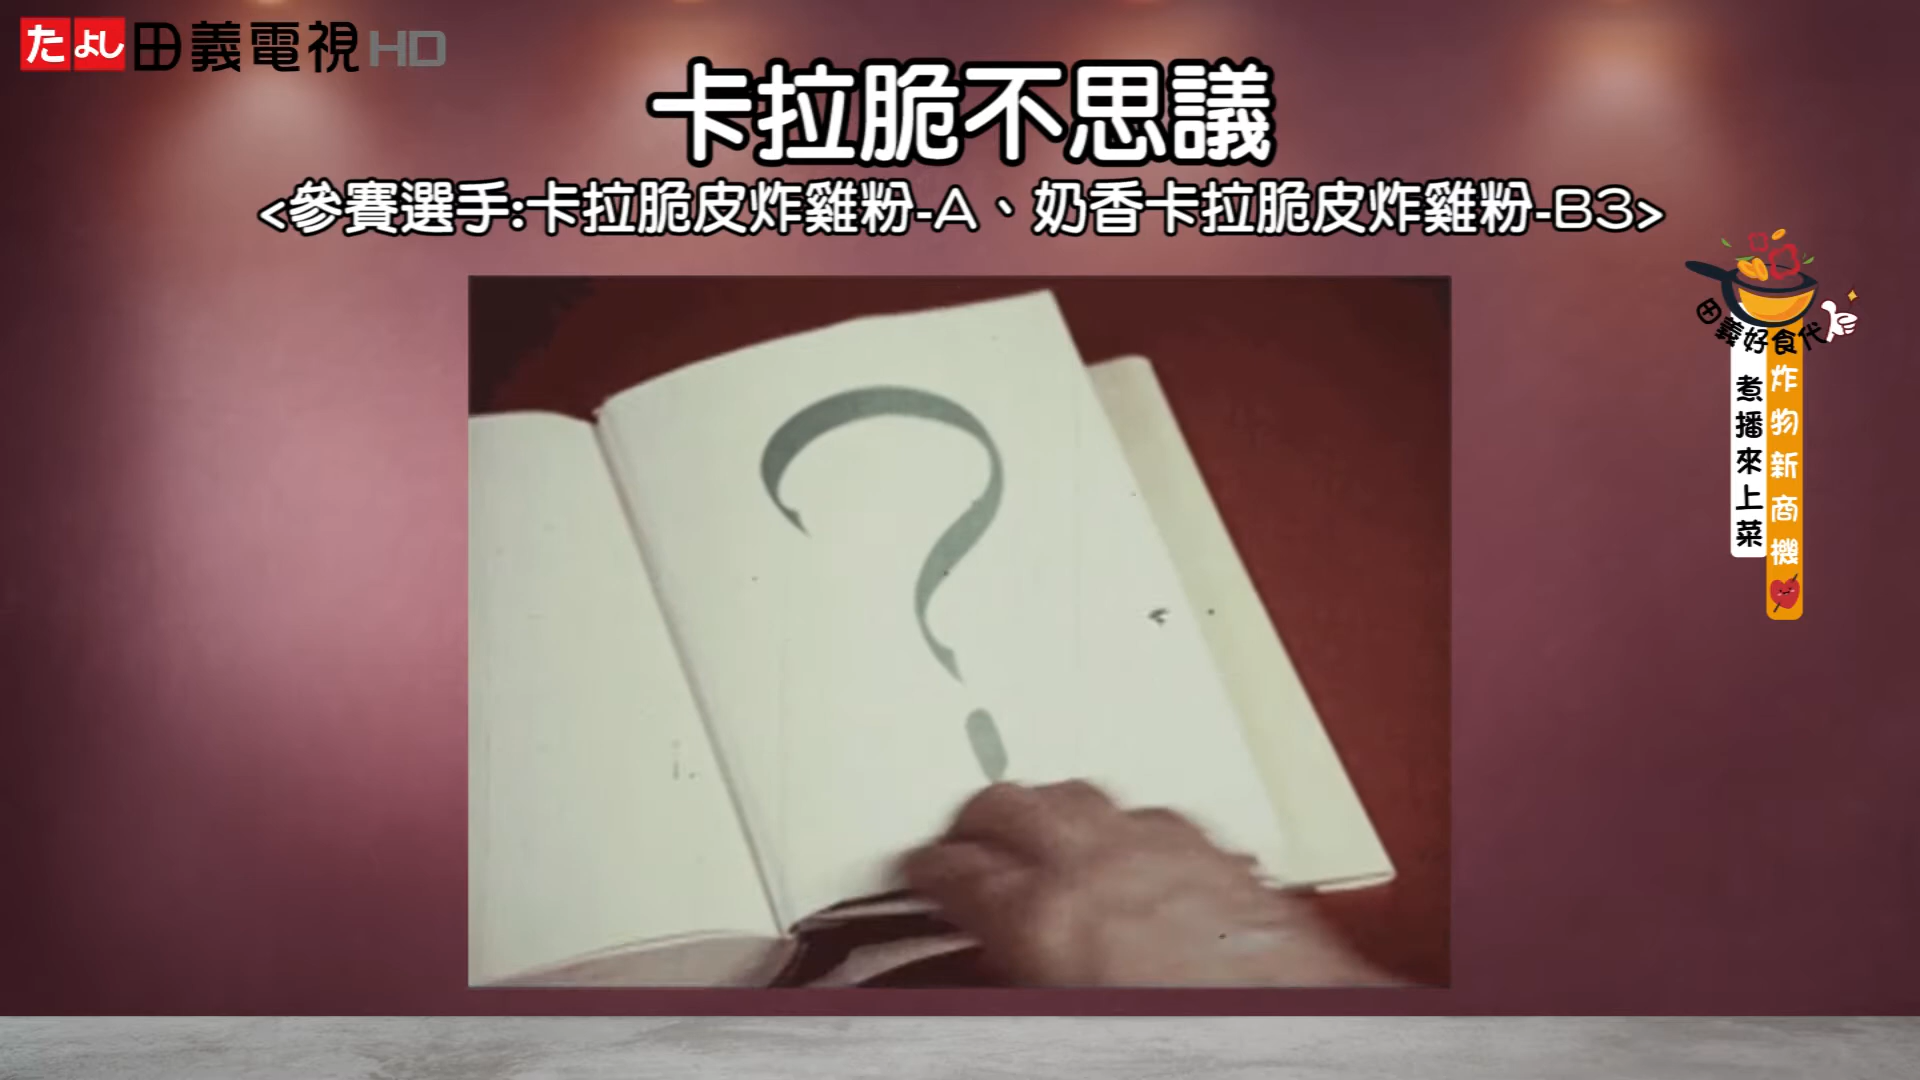 たよし田義電視HD
卡拉脆不思議
<參賽選手:卡拉脆皮炸雞粉-A、奶香卡拉脆皮炸雞粉-B3>
?
田義好食代
炸物新商機
煮播來上菜